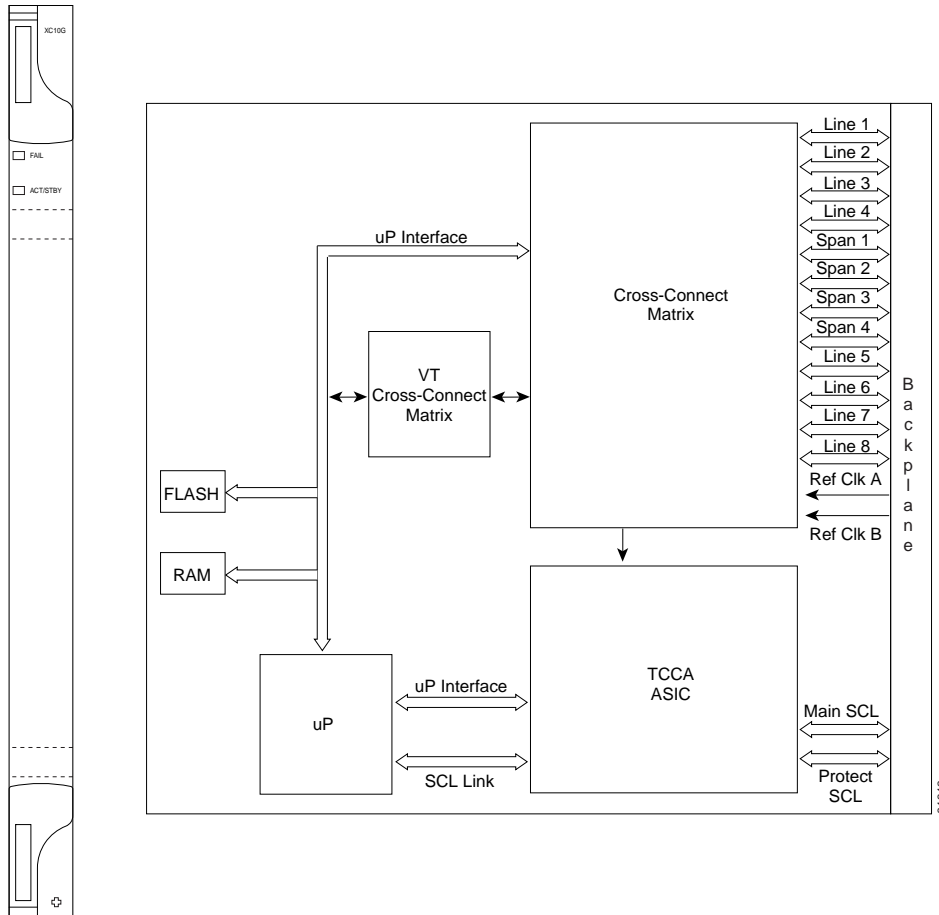 XC10G
FAIL
ACT/STBY
uP Interface
Cross-Connect
Matrix
VT
Cross-Connect
Matrix
FLASH
RAM
uP
uP Interface
SCL Link
TCCA
ASIC
Line 1
Line 2
Line 3
Line 4
Span 1
Span 2
Span 3
Span 4
Line 5
Line 6
Line 7
Line 8
Ref Clk A
Ref Clk B
Main SCL
Protect
SCL
Backplane